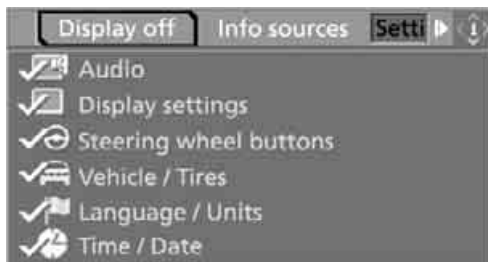 Display off Info sources Setti
Audio
Display settings
Steering wheel buttons
Vehicle / Tires
Language / Units
Time / Date